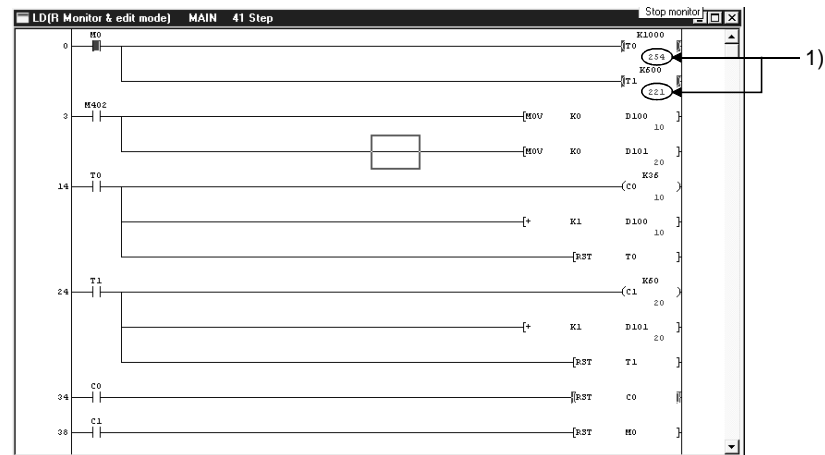 LD(R Monitor & edit mode) MAIN 41 Step
Stop monitor
M0 K1000
0 T0
254
1)
K600
T1
221
M402
3 [MOV K0 D100 ]
10
[MOV K0 D101 ]
20
T0 K36
14 (C0 )
10
[+ K1 D100 ]
10
[RST T0 ]
T1 K60
24 (C1 )
20
[+ K1 D101 ]
20
[RST T1 ]
C0
34 [RST C0 ]
C1
38 [RST M0 ]